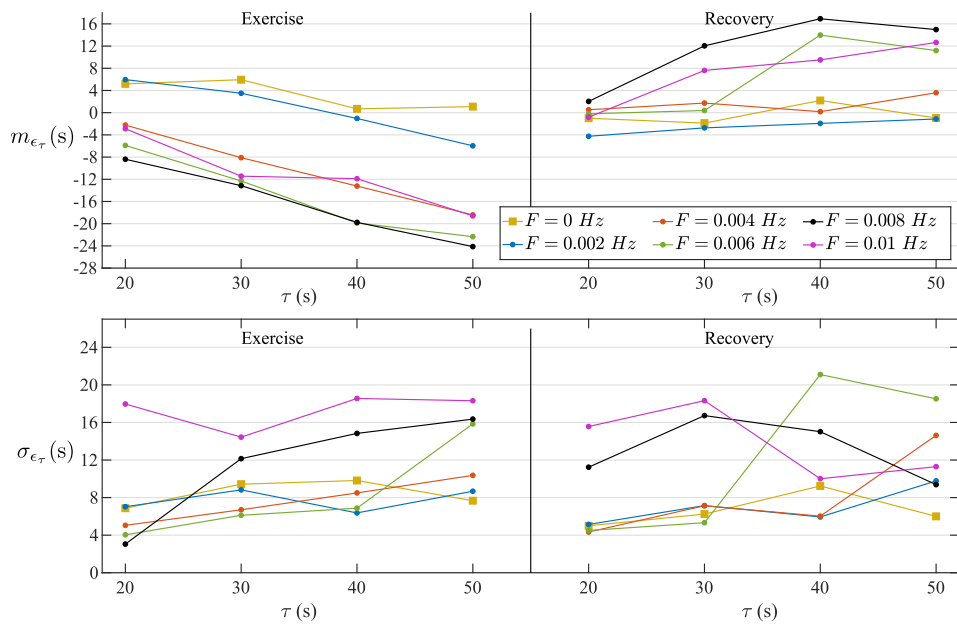 Exercise
Recovery
16
12
8
4
0
-4
-8
-12
-16
-20
-24
-28
m_{ϵ_τ}(s)
F = 0 Hz F = 0.004 Hz F = 0.008 Hz
F = 0.002 Hz F = 0.006 Hz F = 0.01 Hz
20 30 40 50 20 30 40 50
τ (s) τ (s)
Exercise
Recovery
24
20
16
12
8
4
0
σ_{ϵ_τ}(s)
20 30 40 50 20 30 40 50
τ (s) τ (s)